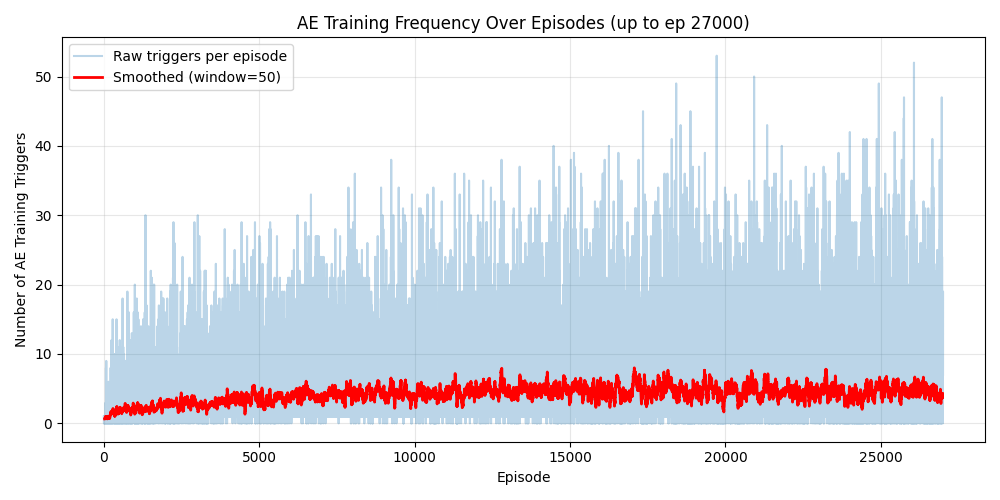 AE Training Frequency Over Episodes (up to ep 27000)
Raw triggers per episode
Smoothed (window=50)
Number of AE Training Triggers
50
40
30
20
10
0
0
5000
10000
15000
20000
25000
Episode